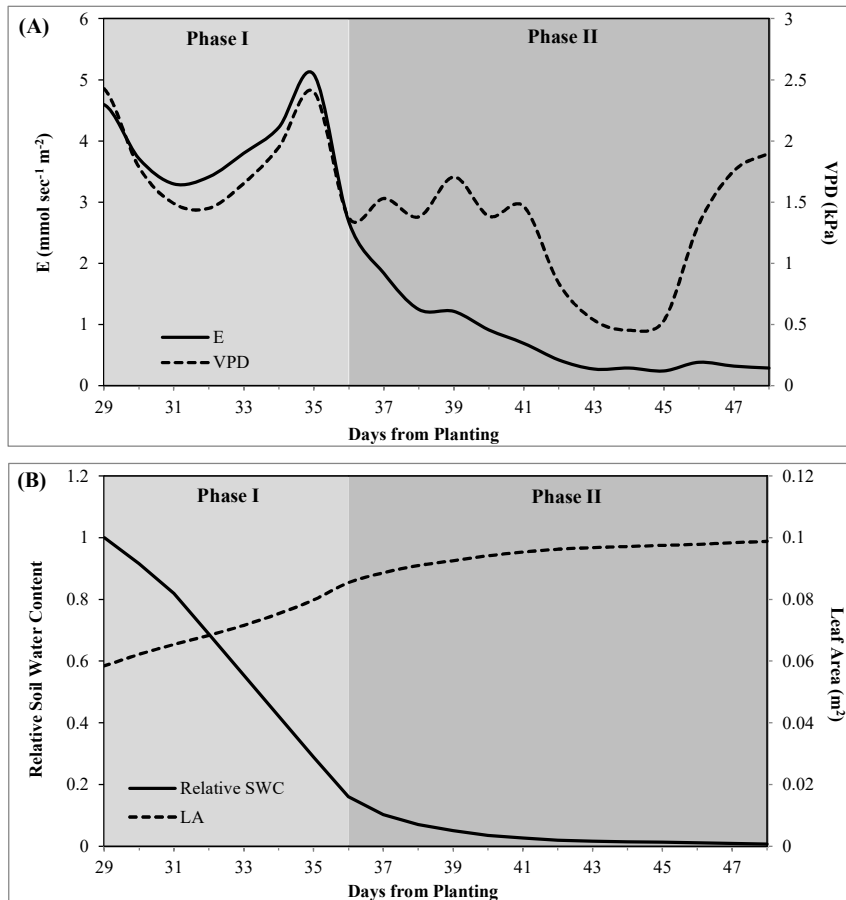 (A)
Phase I
Phase II
6
5
4
3
2
1
0
E (mmol sec⁻¹ m⁻²)
3
2.5
2
1.5
1
0.5
0
VPD (kPa)
E
VPD
29 31 33 35 37 39 41 43 45 47
Days from Planting
(B)
Phase I
Phase II
1.2
1
0.8
0.6
0.4
0.2
0
Relative Soil Water Content
0.12
0.1
0.08
0.06
0.04
0.02
0
Leaf Area (m²)
Relative SWC
LA
29 31 33 35 37 39 41 43 45 47
Days from Planting